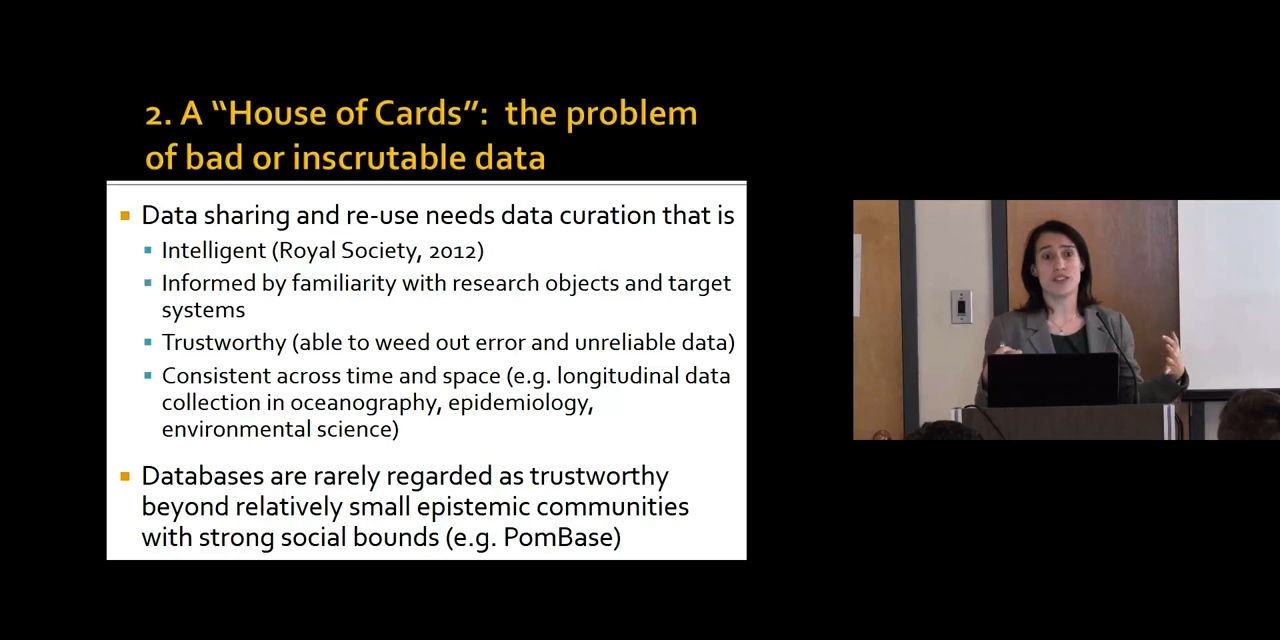 2. A “House of Cards”: the problem
of bad or inscrutable data
Data sharing and re-use needs data curation that is
Intelligent (Royal Society, 2012)
Informed by familiarity with research objects and target
systems
Trustworthy (able to weed out error and unreliable data)
Consistent across time and space (e.g. longitudinal data
collection in oceanography, epidemiology,
environmental science)
Databases are rarely regarded as trustworthy
beyond relatively small epistemic communities
with strong social bounds (e.g. PomBase)